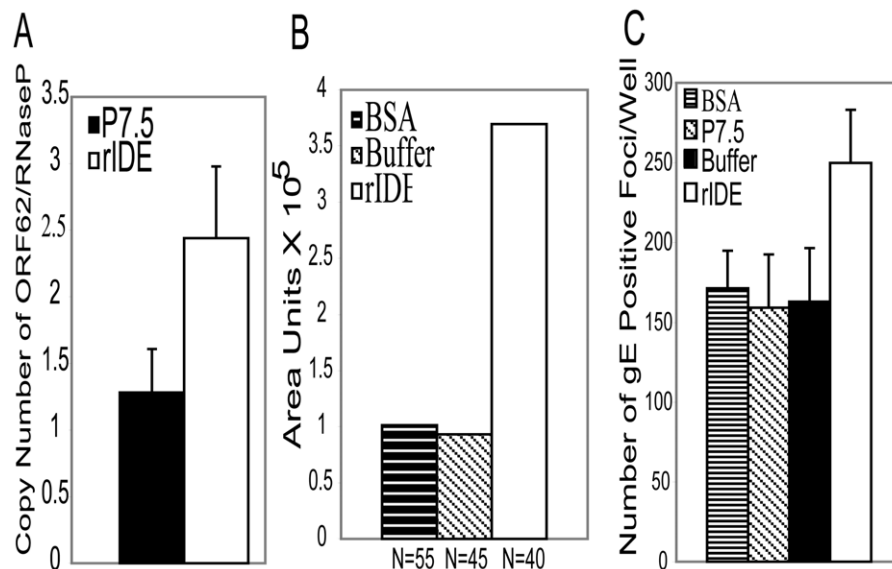 A
Copy Number of ORF62/RNaseP
3.5
3
2.5
2
1.5
1
0.5
0
P7.5
rIDE
B
Area Units X 10^5
4
3.5
3
2.5
2
1.5
1
0.5
0
BSA
Buffer
rIDE
N=55 N=45 N=40
C
Number of gE Positive Foci/Well
300
250
200
150
100
50
0
BSA
P7.5
Buffer
rIDE